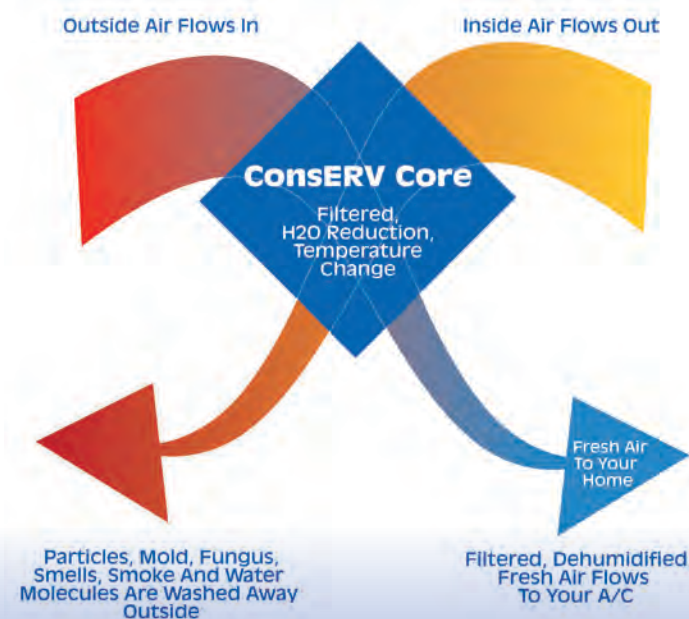 Outside Air Flows In
Inside Air Flows Out
ConsERV Core
Filtered,
H2O Reduction,
Temperature
Change
Fresh Air
To Your
Home
Particles, Mold, Fungus,
Smells, Smoke And Water
Molecules Are Washed Away
Outside
Filtered, Dehumidified
Fresh Air Flows
To Your A/C